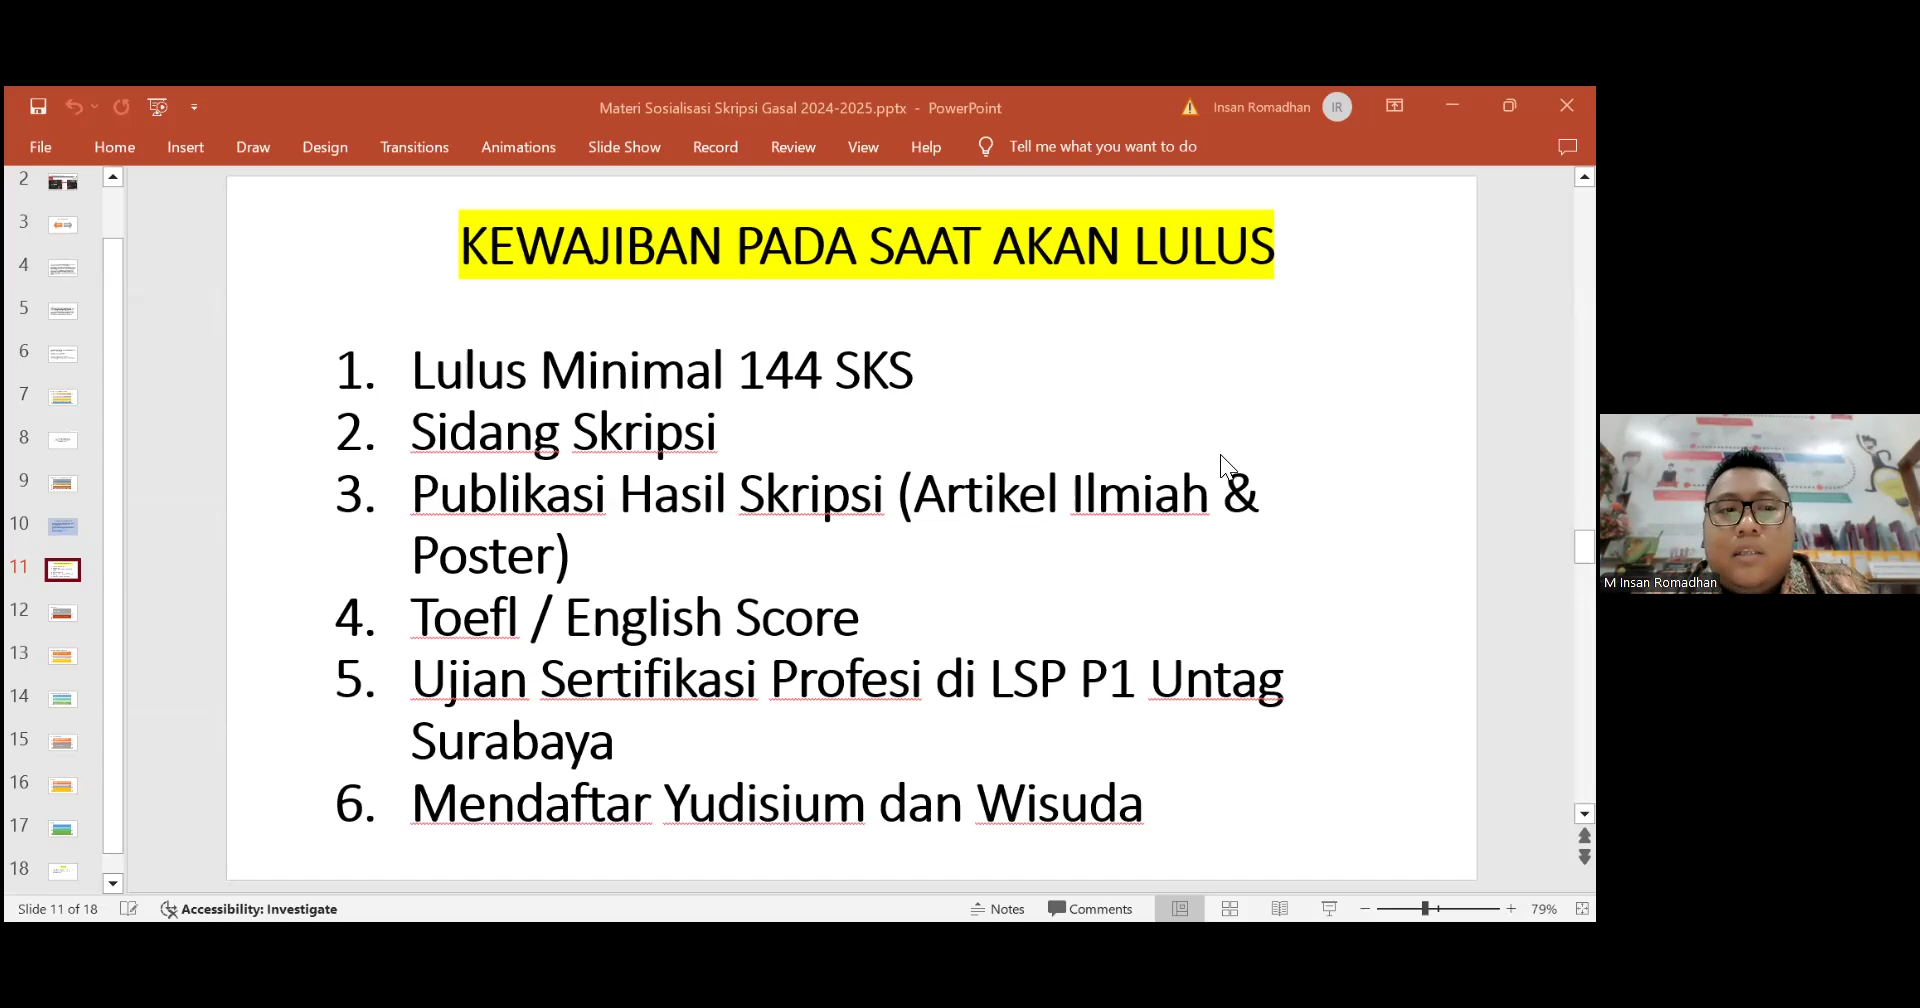 Materi Sosialisasi Skripsi Gasal 2024-2025.pptx - PowerPoint
Insan Romadhan
IR
File Home Insert Draw Design Transitions Animations Slide Show Record Review View Help Tell me what you want to do
2
3
4
5
6
7
8
9
10
11
12
13
14
15
16
17
18
KEWAJIBAN PADA SAAT AKAN LULUS
1. Lulus Minimal 144 SKS
2. Sidang Skripsi
3. Publikasi Hasil Skripsi (Artikel Ilmiah &
Poster)
4. Toefl / English Score
5. Ujian Sertifikasi Profesi di LSP P1 Untag
Surabaya
6. Mendaftar Yudisium dan Wisuda
M Insan Romadhan
Slide 11 of 18 Accessibility: Investigate Notes Comments 79%